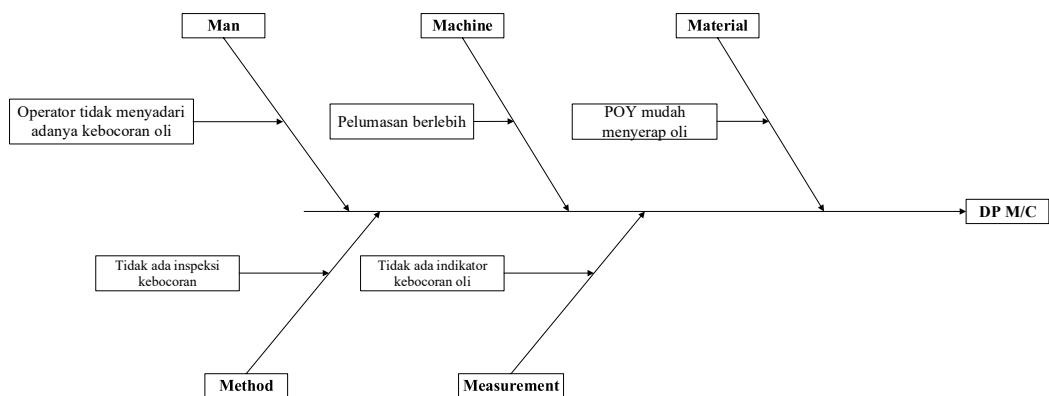 Man
Machine
Material
Operator tidak menyadari
adanya kebocoran oli
Pelumasan berlebih
POY mudah
menyerap oli
DP M/C
Tidak ada inspeksi
kebocoran
Tidak ada indikator
kebocoran oli
Method
Measurement